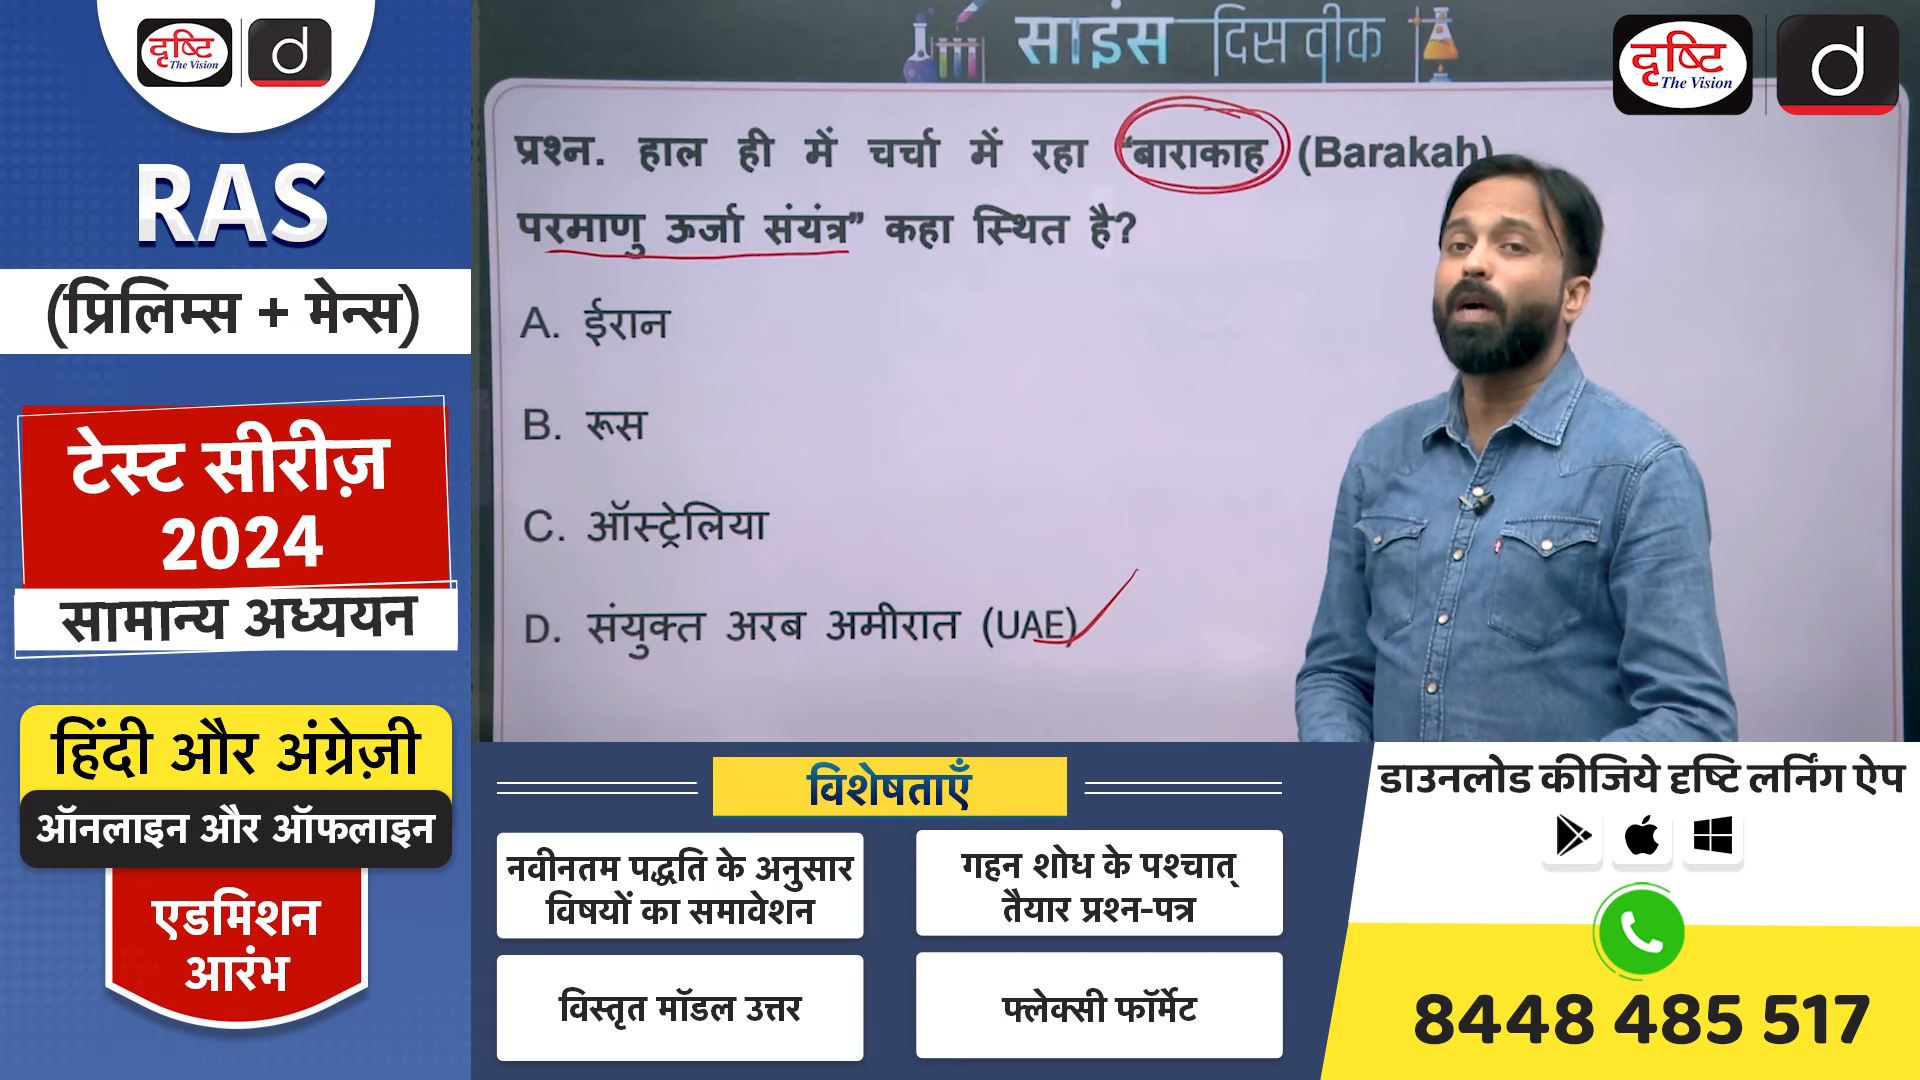 दृष्टि
The Vision
d
RAS
(प्रिलिम्स + मेन्स)
टेस्ट सीरीज़
2024
सामान्य अध्ययन
हिंदी और अंग्रेज़ी
ऑनलाइन और ऑफलाइन
एडमिशन
आरंभ
साइंस दिस वीक
दृष्टि
The Vision
d
प्रश्न. हाल ही में चर्चा में रहा “बाराकाह (Barakah)
परमाणु ऊर्जा संयंत्र” कहा स्थित है?
A. ईरान
B. रूस
C. ऑस्ट्रेलिया
D. संयुक्त अरब अमीरात (UAE)
विशेषताएँ
नवीनतम पद्धति के अनुसार
विषयों का समावेशन
गहन शोध के पश्चात्
तैयार प्रश्न-पत्र
विस्तृत मॉडल उत्तर
फ्लेक्सी फॉर्मेट
डाउनलोड कीजिये दृष्टि लर्निंग ऐप
8448 485 517